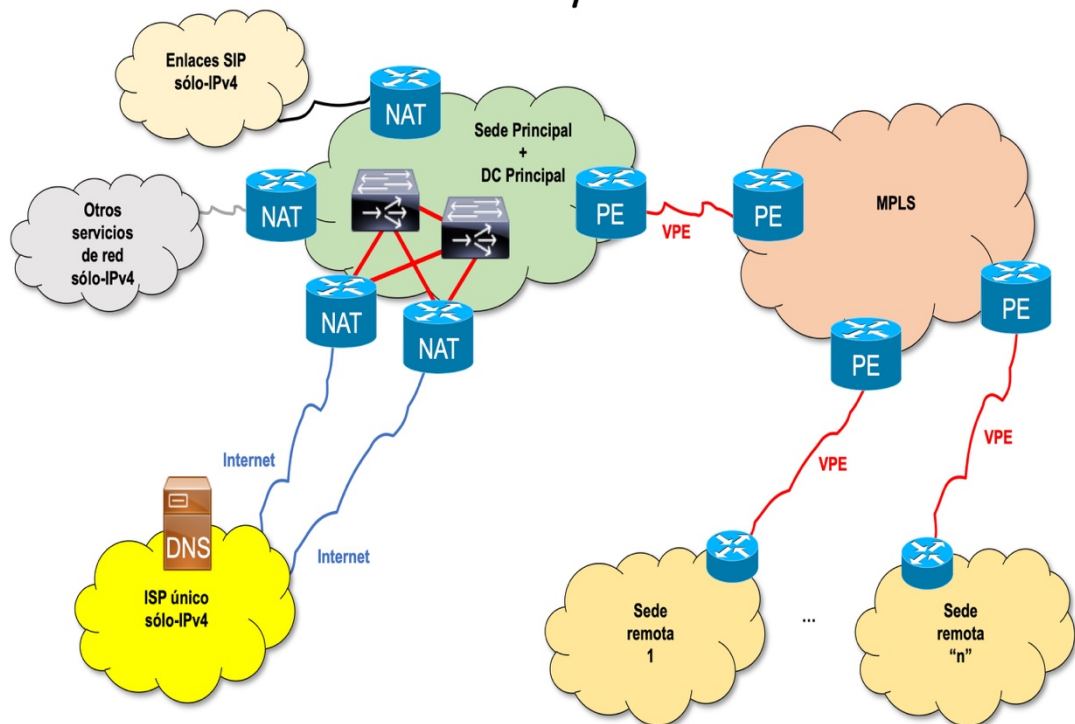 Enlaces SIP
sólo-IPv4
NAT
Sede Principal
+
DC Principal
Otros
servicios
de red
sólo-IPv4
NAT
PE
VPE
PE
MPLS
NAT
NAT
PE
PE
Internet
VPE
VPE
DNS
Internet
ISP único
sólo-IPv4
Sede
remota
1
...
Sede
remota
“n”